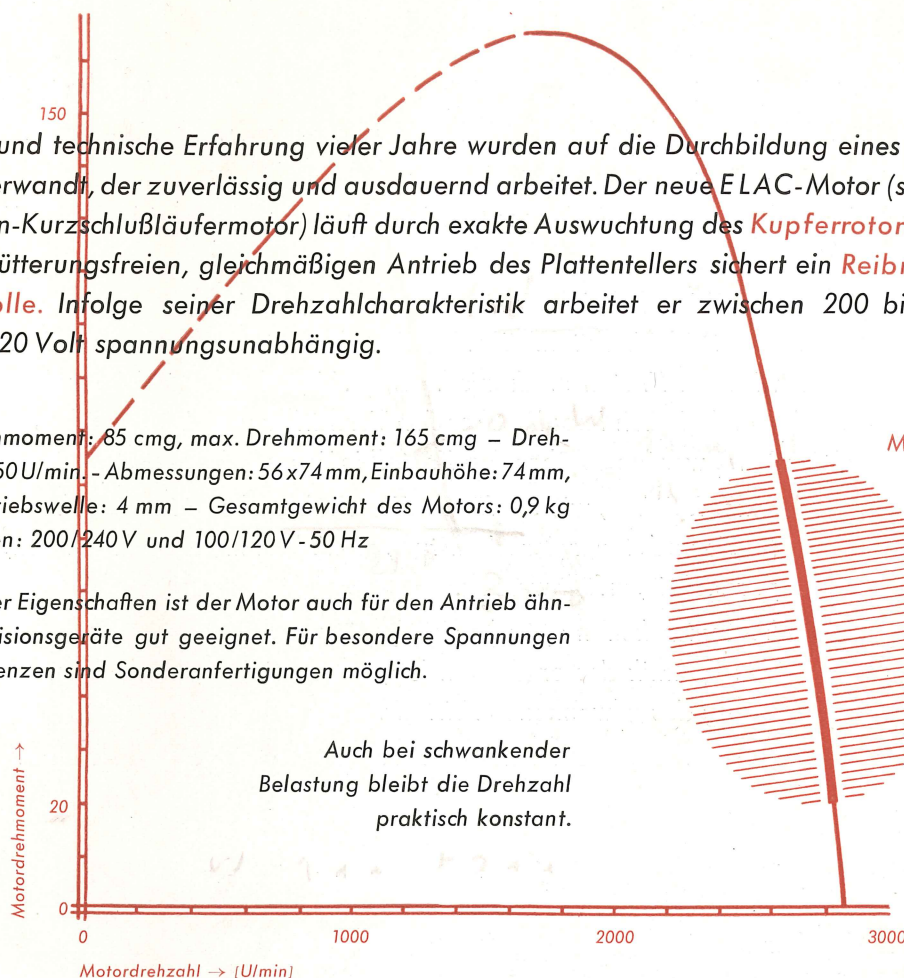 150
und technische Erfahrung vieler Jahre wurden auf die Durchbildung eines
erwandt, der zuverlässig und ausdauernd arbeitet. Der neue ELAC-Motor (s
n-Kurzschlußläufermotor) läuft durch exakte Auswuchtung des Kupferrotor
ütterungsfreien, gleichmäßigen Antrieb des Plattentellers sichert ein Reibr
olle. Infolge seiner Drehzahlcharakteristik arbeitet er zwischen 200 bi
20 Volt spannungsunabhängig.
nmoment: 85 cmg, max. Drehmoment: 165 cmg – Dreh-
50 U/min. - Abmessungen: 56x74 mm, Einbauhöhe: 74 mm,
riebswelle: 4 mm – Gesamtgewicht des Motors: 0,9 kg
n: 200/240 V und 100/120 V - 50 Hz
er Eigenschaften ist der Motor auch für den Antrieb ähn-
isionsgeräte gut geeignet. Für besondere Spannungen
enzen sind Sonderanfertigungen möglich.
Auch bei schwankender
Belastung bleibt die Drehzahl
praktisch konstant.
M
20
0
Motordrehmoment →
0 1000 2000 3000
Motordrehzahl → [U/min]